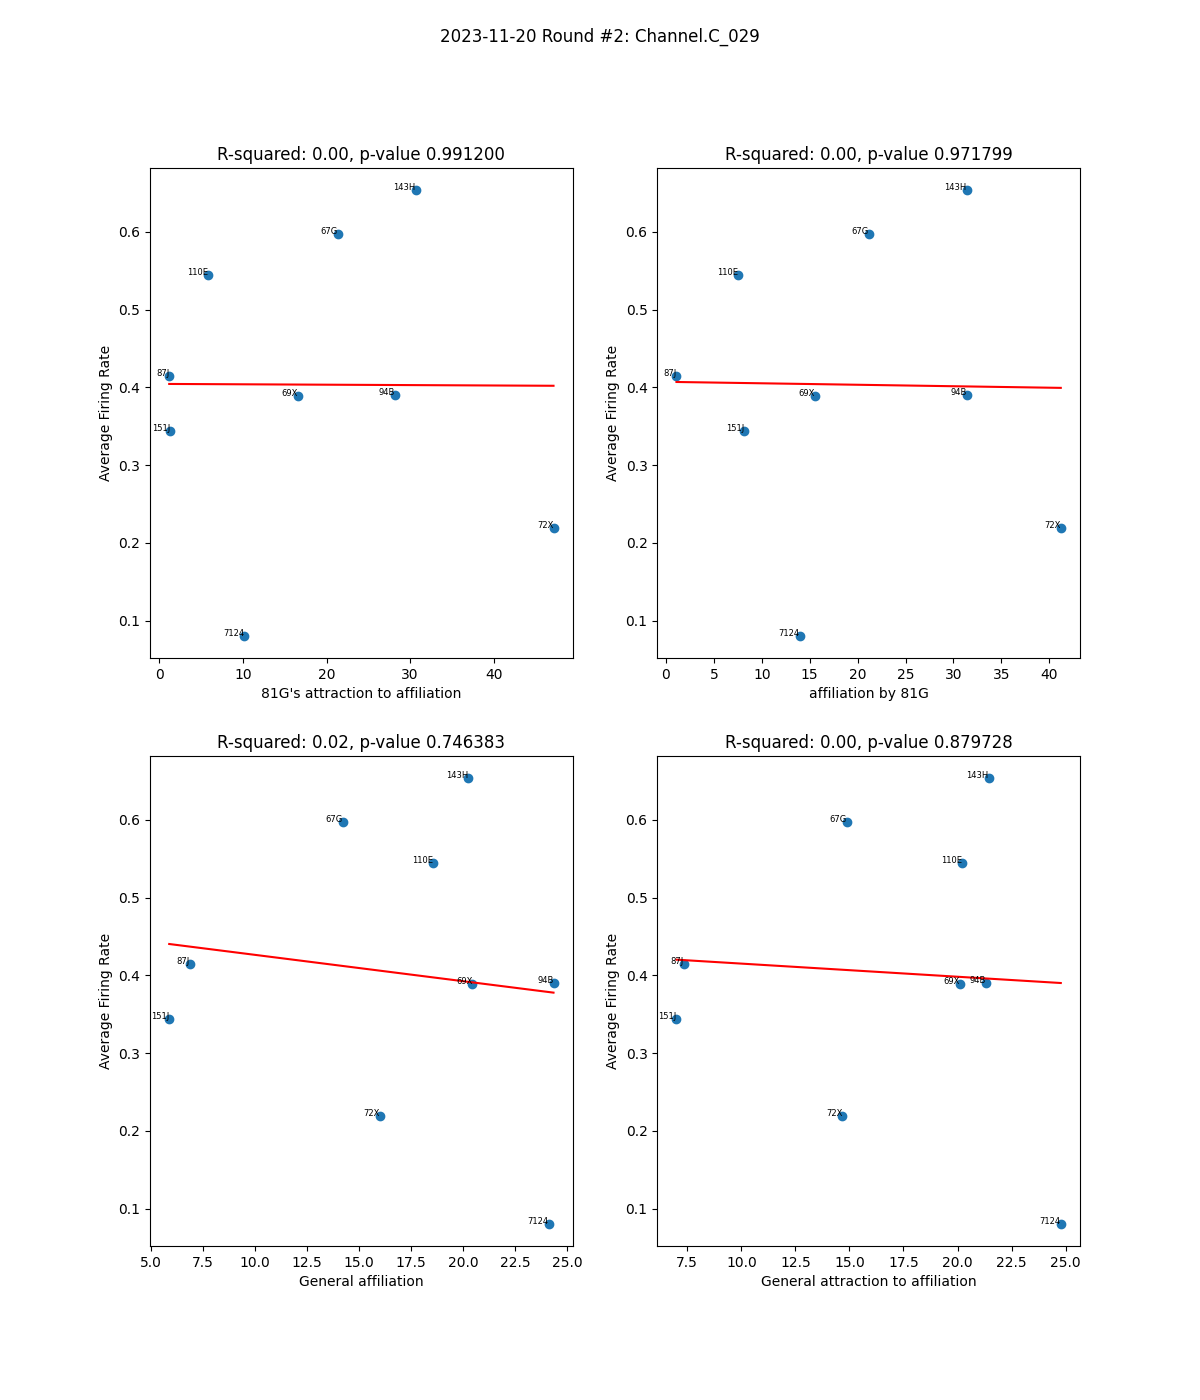 2023-11-20 Round #2: Channel.C_029
R-squared: 0.00, p-value 0.991200
Average Firing Rate
0.6
0.5
0.4
0.3
0.2
0.1
143H
67G
110E
87J
69X
94B
151J
72X
7124
0 10 20 30 40
81G's attraction to affiliation
R-squared: 0.00, p-value 0.971799
Average Firing Rate
0.6
0.5
0.4
0.3
0.2
0.1
143H
67G
110E
87J
69X
94B
151J
72X
7124
0 5 10 15 20 25 30 35 40
affiliation by 81G
R-squared: 0.02, p-value 0.746383
Average Firing Rate
0.6
0.5
0.4
0.3
0.2
0.1
143H
67G
110E
87J
69X
94B
151J
72X
7124
5.0 7.5 10.0 12.5 15.0 17.5 20.0 22.5 25.0
General affiliation
R-squared: 0.00, p-value 0.879728
Average Firing Rate
0.6
0.5
0.4
0.3
0.2
0.1
143H
67G
110E
87J
69X
94B
151J
72X
7124
7.5 10.0 12.5 15.0 17.5 20.0 22.5 25.0
General attraction to affiliation